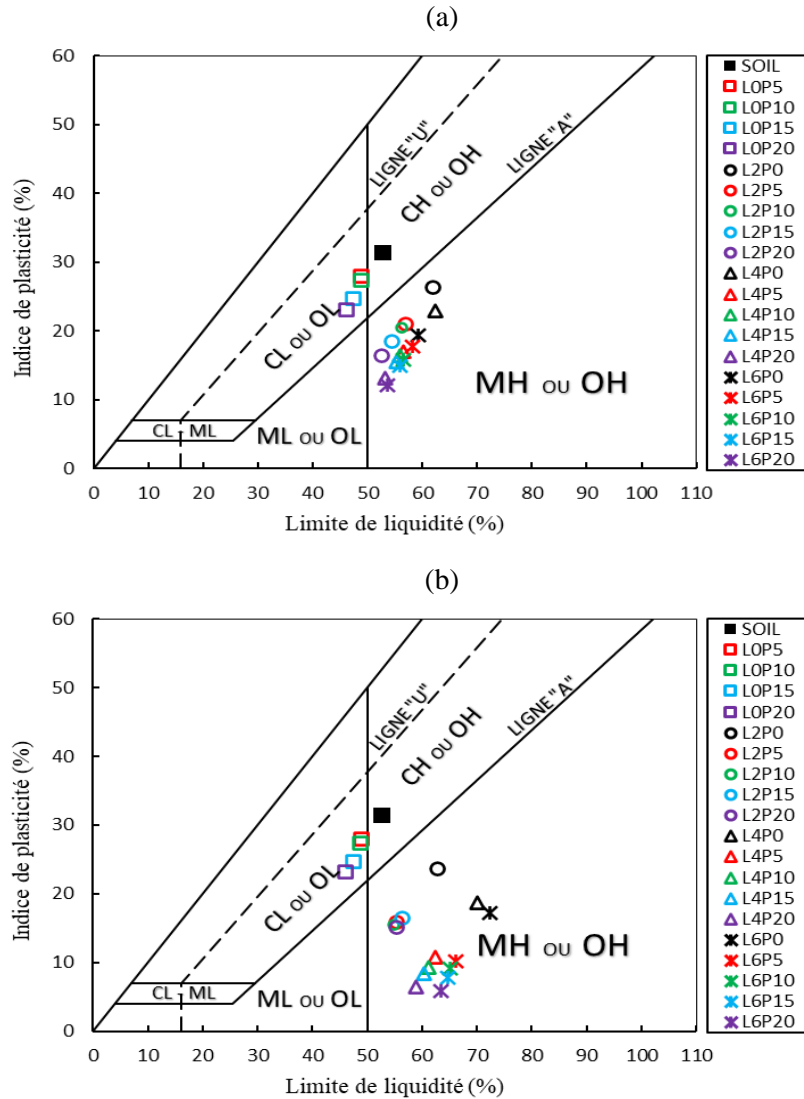 (a)
60
50
40
30
20
10
0
Indice de plasticité (%)
LIGNE "U"
LIGNE "A"
CH OU OH
CL OU OL
MH OU OH
CL - ML
ML OU OL
0 10 20 30 40 50 60 70 80 90 100 110
Limite de liquidité (%)
SOIL
L0P5
L0P10
L0P15
L0P20
L2P0
L2P5
L2P10
L2P15
L2P20
L4P0
L4P5
L4P10
L4P15
L4P20
L6P0
L6P5
L6P10
L6P15
L6P20
(b)
60
50
40
30
20
10
0
Indice de plasticité (%)
LIGNE "U"
LIGNE "A"
CH OU OH
CL OU OL
MH OU OH
CL - ML
ML OU OL
0 10 20 30 40 50 60 70 80 90 100 110
Limite de liquidité (%)
SOIL
L0P5
L0P10
L0P15
L0P20
L2P0
L2P5
L2P10
L2P15
L2P20
L4P0
L4P5
L4P10
L4P15
L4P20
L6P0
L6P5
L6P10
L6P15
L6P20